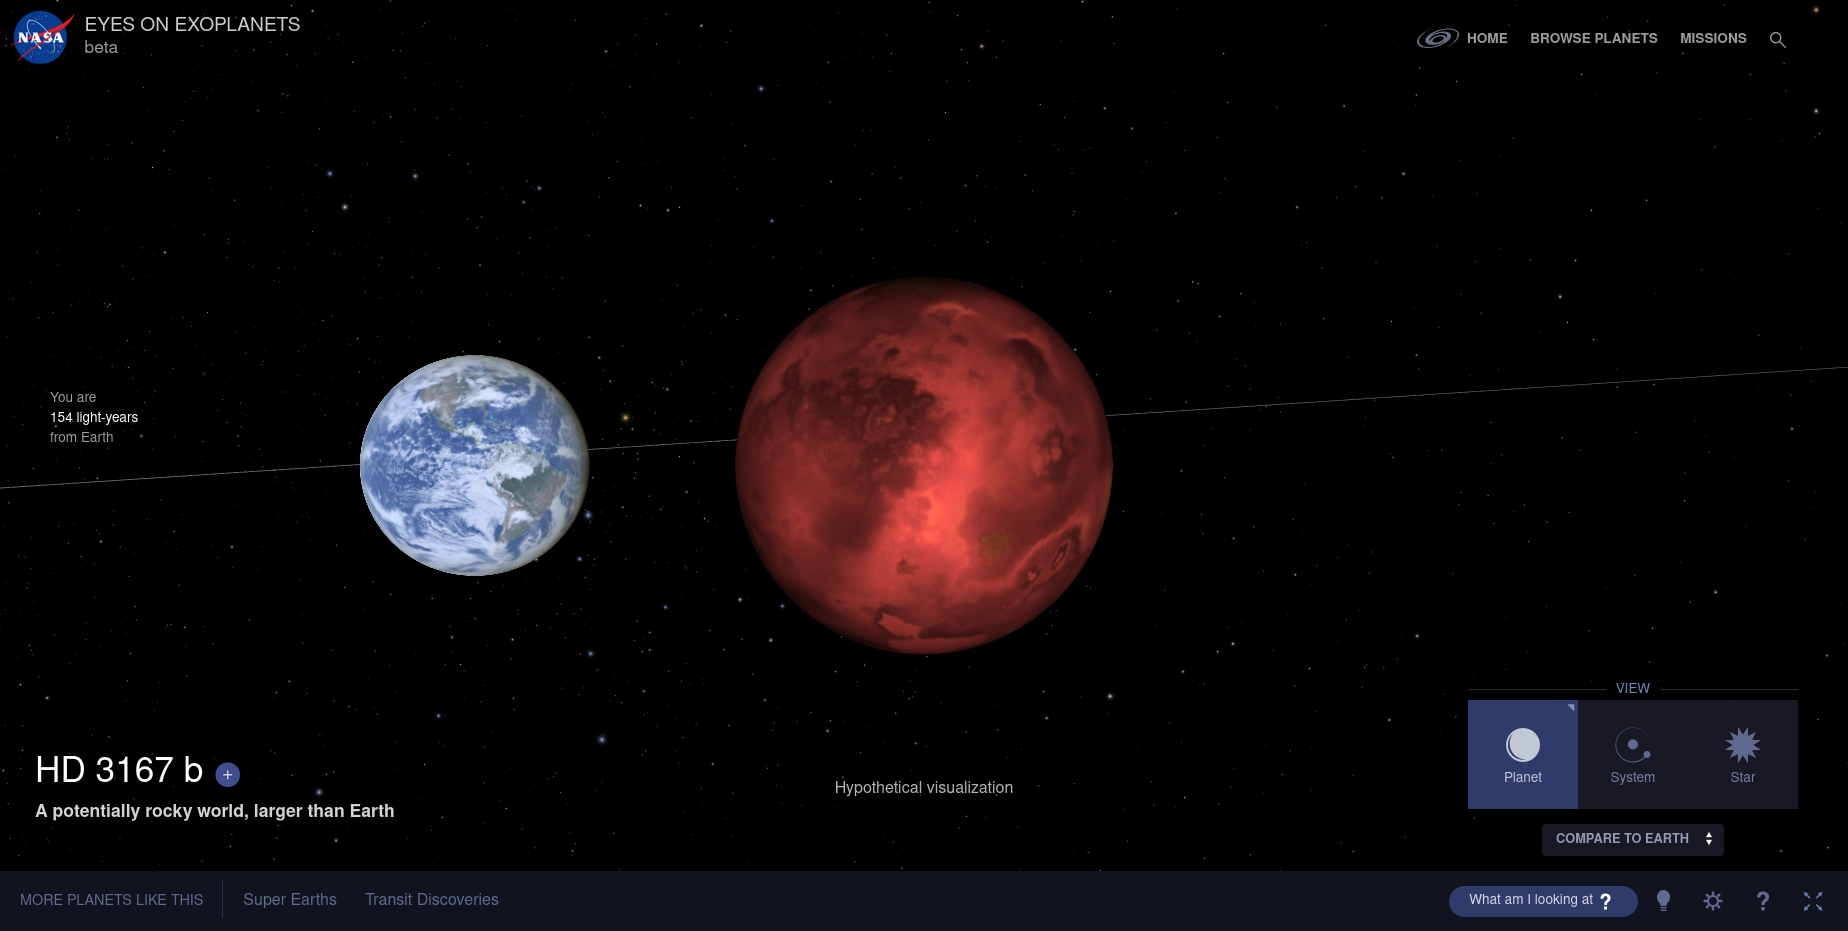 NASA
EYES ON EXOPLANETS
beta
HOME
BROWSE PLANETS
MISSIONS
You are
154 light-years
from Earth
HD 3167 b +
A potentially rocky world, larger than Earth
Hypothetical visualization
VIEW
Planet
System
Star
COMPARE TO EARTH
MORE PLANETS LIKE THIS
Super Earths
Transit Discoveries
What am I looking at ?
?